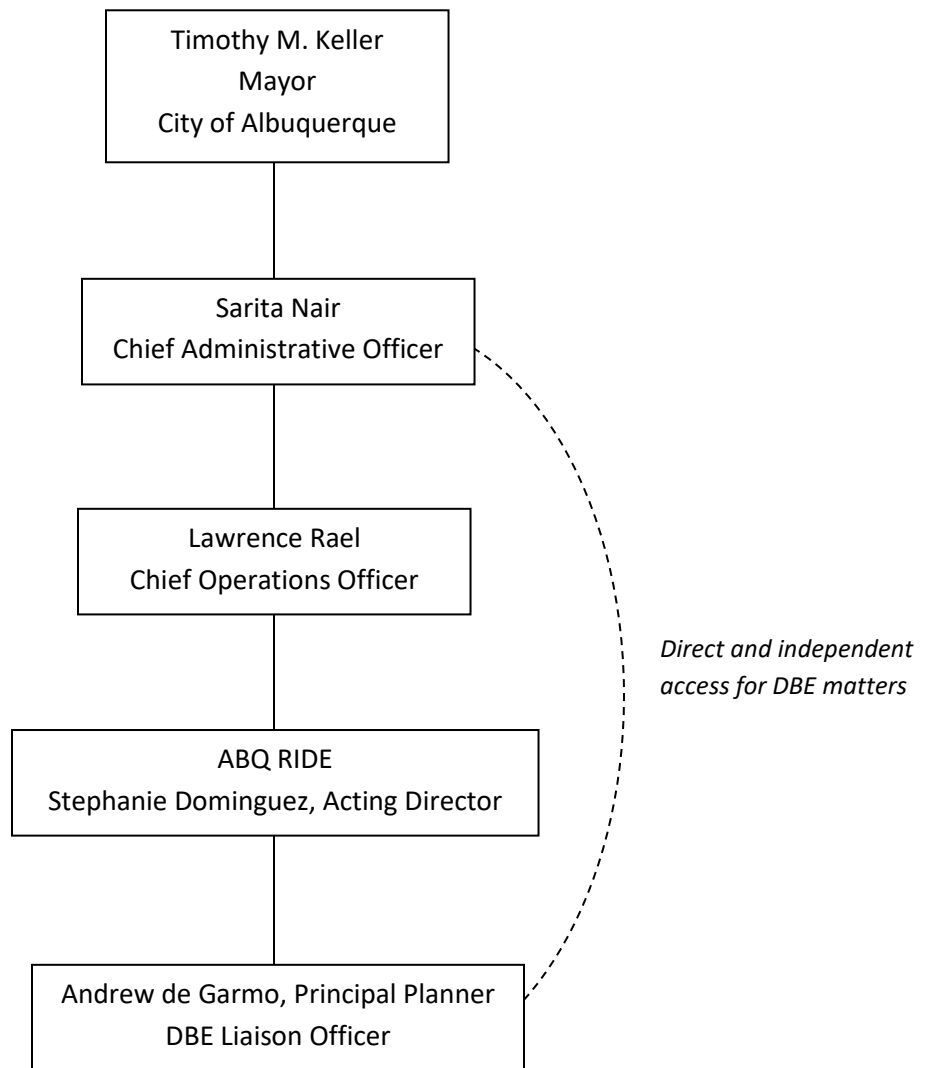 Timothy M. Keller
Mayor
City of Albuquerque
Sarita Nair
Chief Administrative Officer
Lawrence Rael
Chief Operations Officer
Direct and independent
access for DBE matters
ABQ RIDE
Stephanie Dominguez, Acting Director
Andrew de Garmo, Principal Planner
DBE Liaison Officer